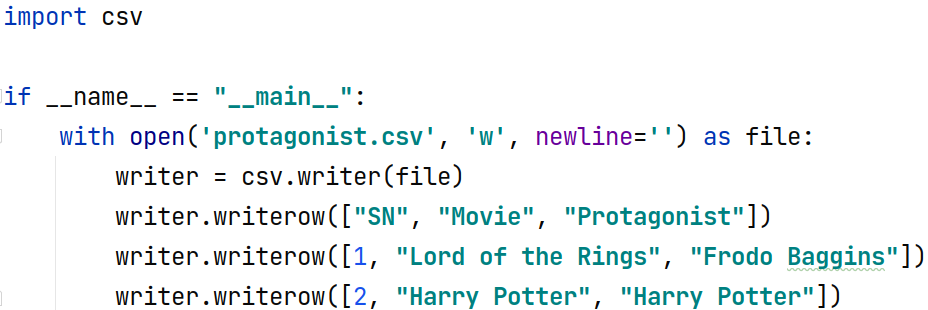 import csv
if __name__ == "__main__":
    with open('protagonist.csv', 'w', newline='') as file:
        writer = csv.writer(file)
        writer.writerow(["SN", "Movie", "Protagonist"])
        writer.writerow([1, "Lord of the Rings", "Frodo Baggins"])
        writer.writerow([2, "Harry Potter", "Harry Potter"])